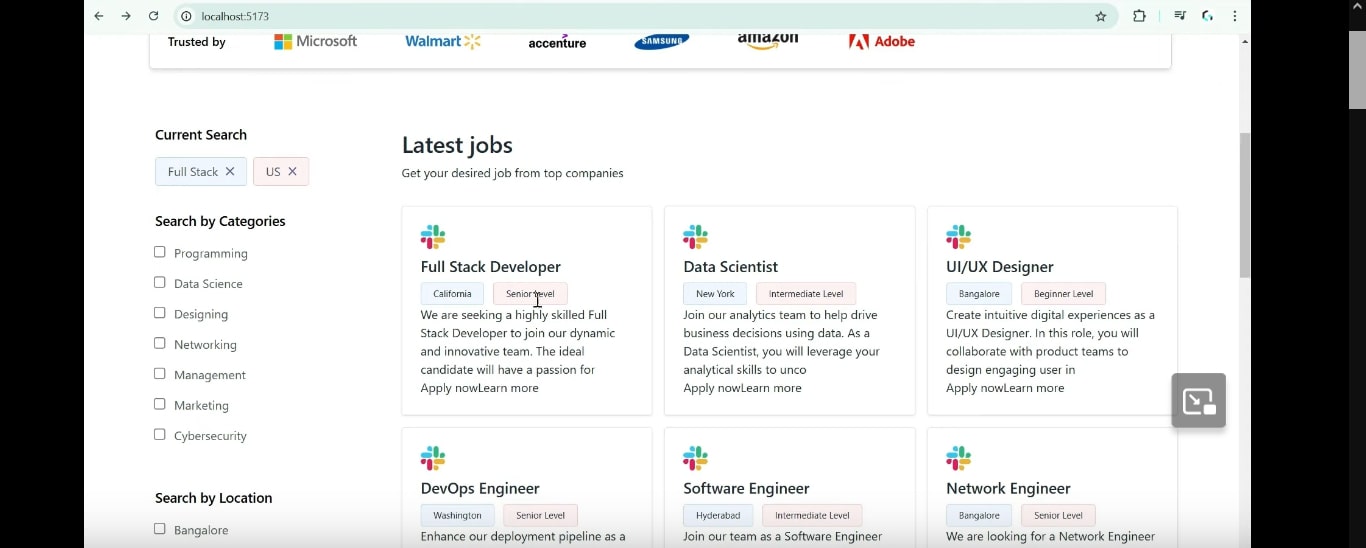 localhost:5173
Trusted by Microsoft Walmart accenture SAMSUNG amazon Adobe
Current Search
Full Stack US
Search by Categories
Programming
Data Science
Designing
Networking
Management
Marketing
Cybersecurity
Search by Location
Bangalore
Latest jobs
Get your desired job from top companies
Full Stack Developer
California Senior Level
We are seeking a highly skilled Full
Stack Developer to join our dynamic
and innovative team. The ideal
candidate will have a passion for
Apply nowLearn more
Data Scientist
New York Intermediate Level
Join our analytics team to help drive
business decisions using data. As a
Data Scientist, you will leverage your
analytical skills to unco
Apply nowLearn more
UI/UX Designer
Bangalore Beginner Level
Create intuitive digital experiences as a
UI/UX Designer. In this role, you will
collaborate with product teams to
design engaging user in
Apply nowLearn more
DevOps Engineer
Washington Senior Level
Enhance our deployment pipeline as a
Software Engineer
Hyderabad Intermediate Level
Join our team as a Software Engineer
Network Engineer
Bangalore Senior Level
We are looking for a Network Engineer